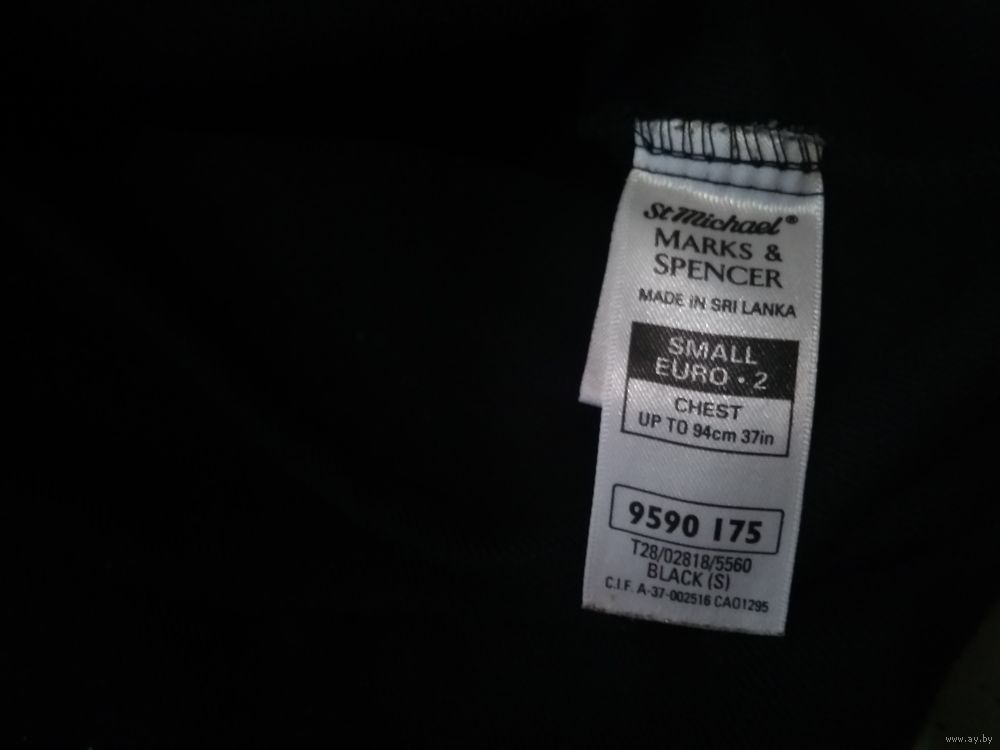 St Michael®
MARKS &
SPENCER
MADE IN SRI LANKA
SMALL
EURO · 2
CHEST
UP TO 94cm 37in
9590 175
T28/02818/5560
BLACK (S)
C.I.F. A-37-002516 CAO1295
www.ay.by